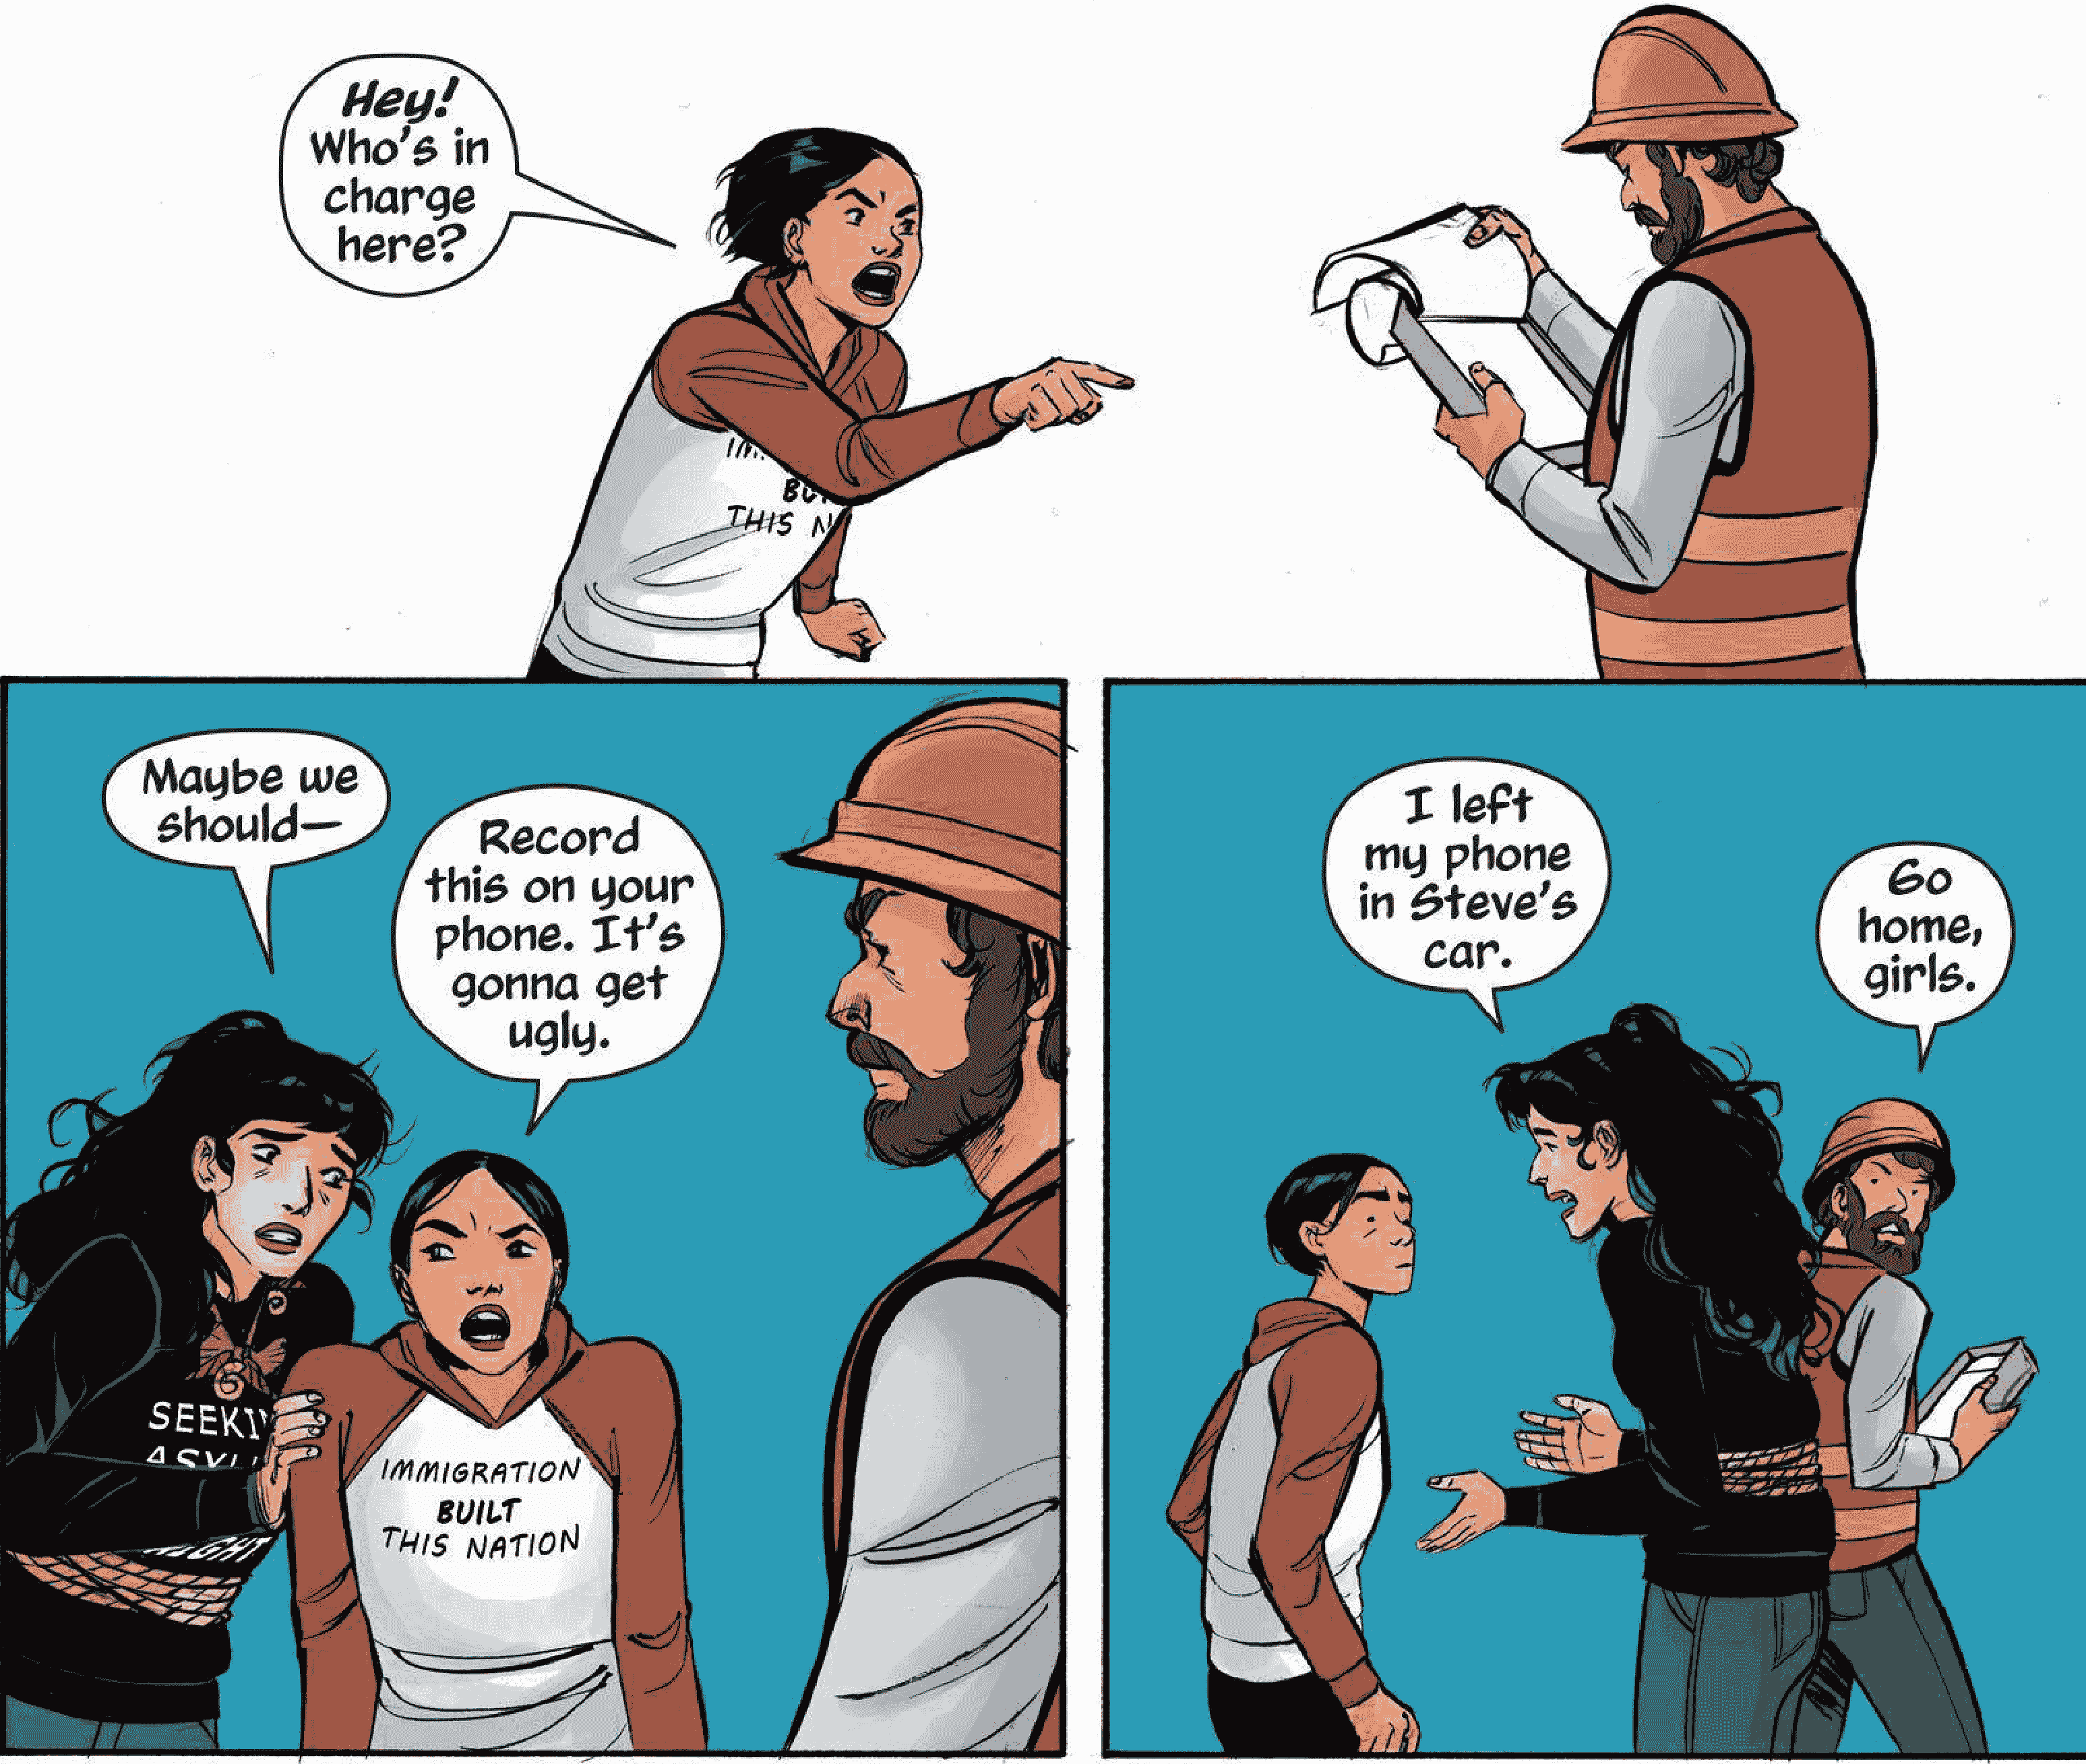 Hey!
Who's in
charge
here?
THIS
Maybe we
should—
Record
this on your
phone. It's
gonna get
ugly.
IMMIGRATION
BUILT
THIS NATION
I left
my phone
in Steve's
car.
Go
home,
girls.